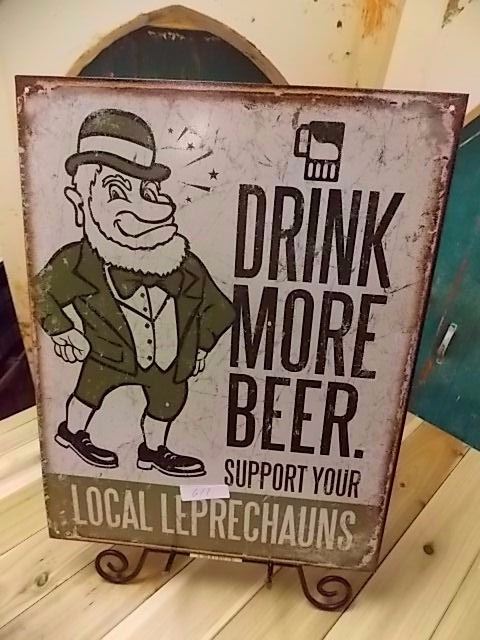 DRINK
MORE
BEER.
SUPPORT YOUR
LOCAL LEPRECHAUNS